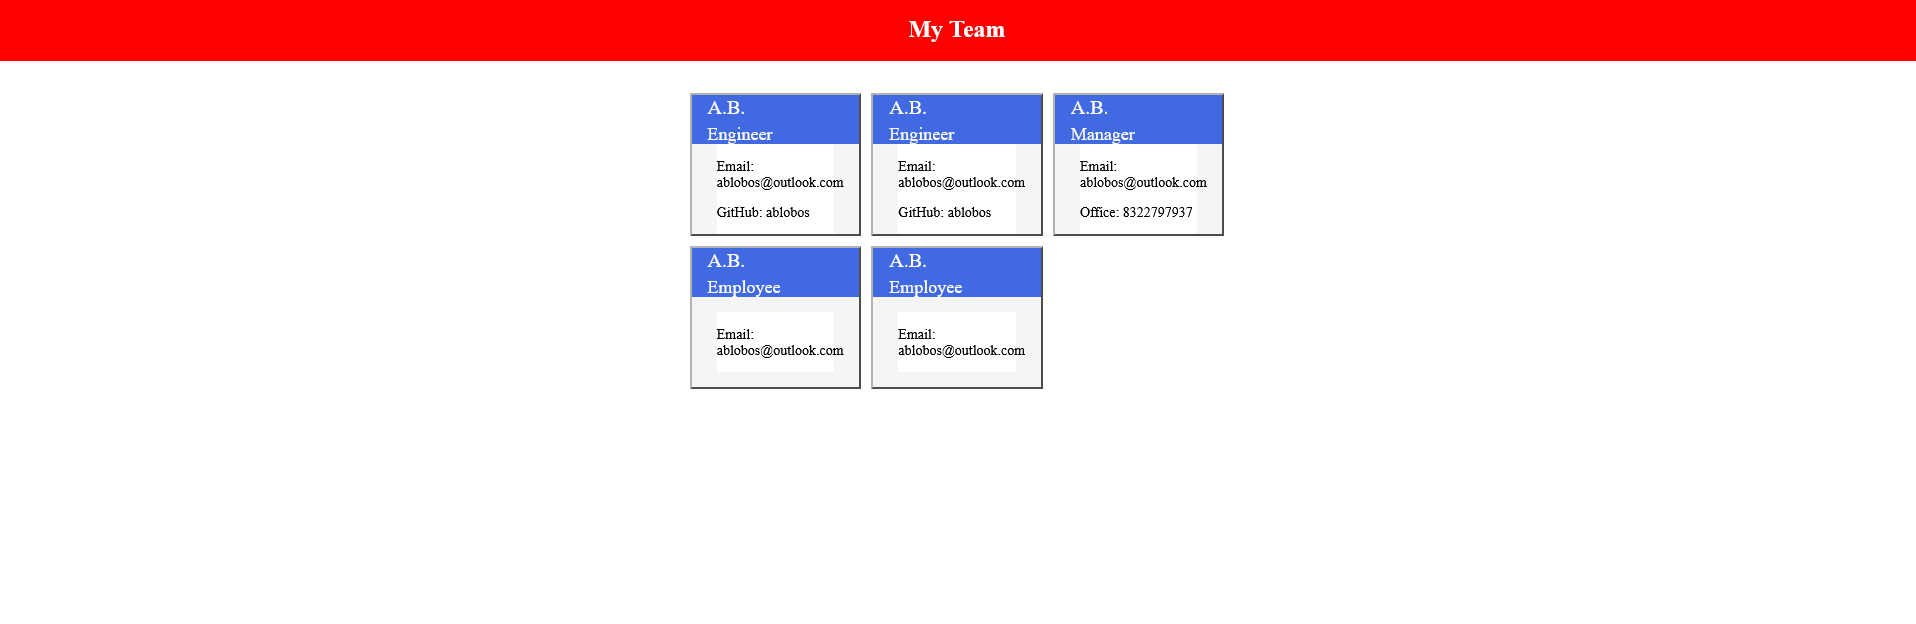 My Team
A.B.
Engineer
Email:
ablobos@outlook.com
GitHub: ablobos
A.B.
Engineer
Email:
ablobos@outlook.com
GitHub: ablobos
A.B.
Manager
Email:
ablobos@outlook.com
Office: 8322797937
A.B.
Employee
Email:
ablobos@outlook.com
A.B.
Employee
Email:
ablobos@outlook.com